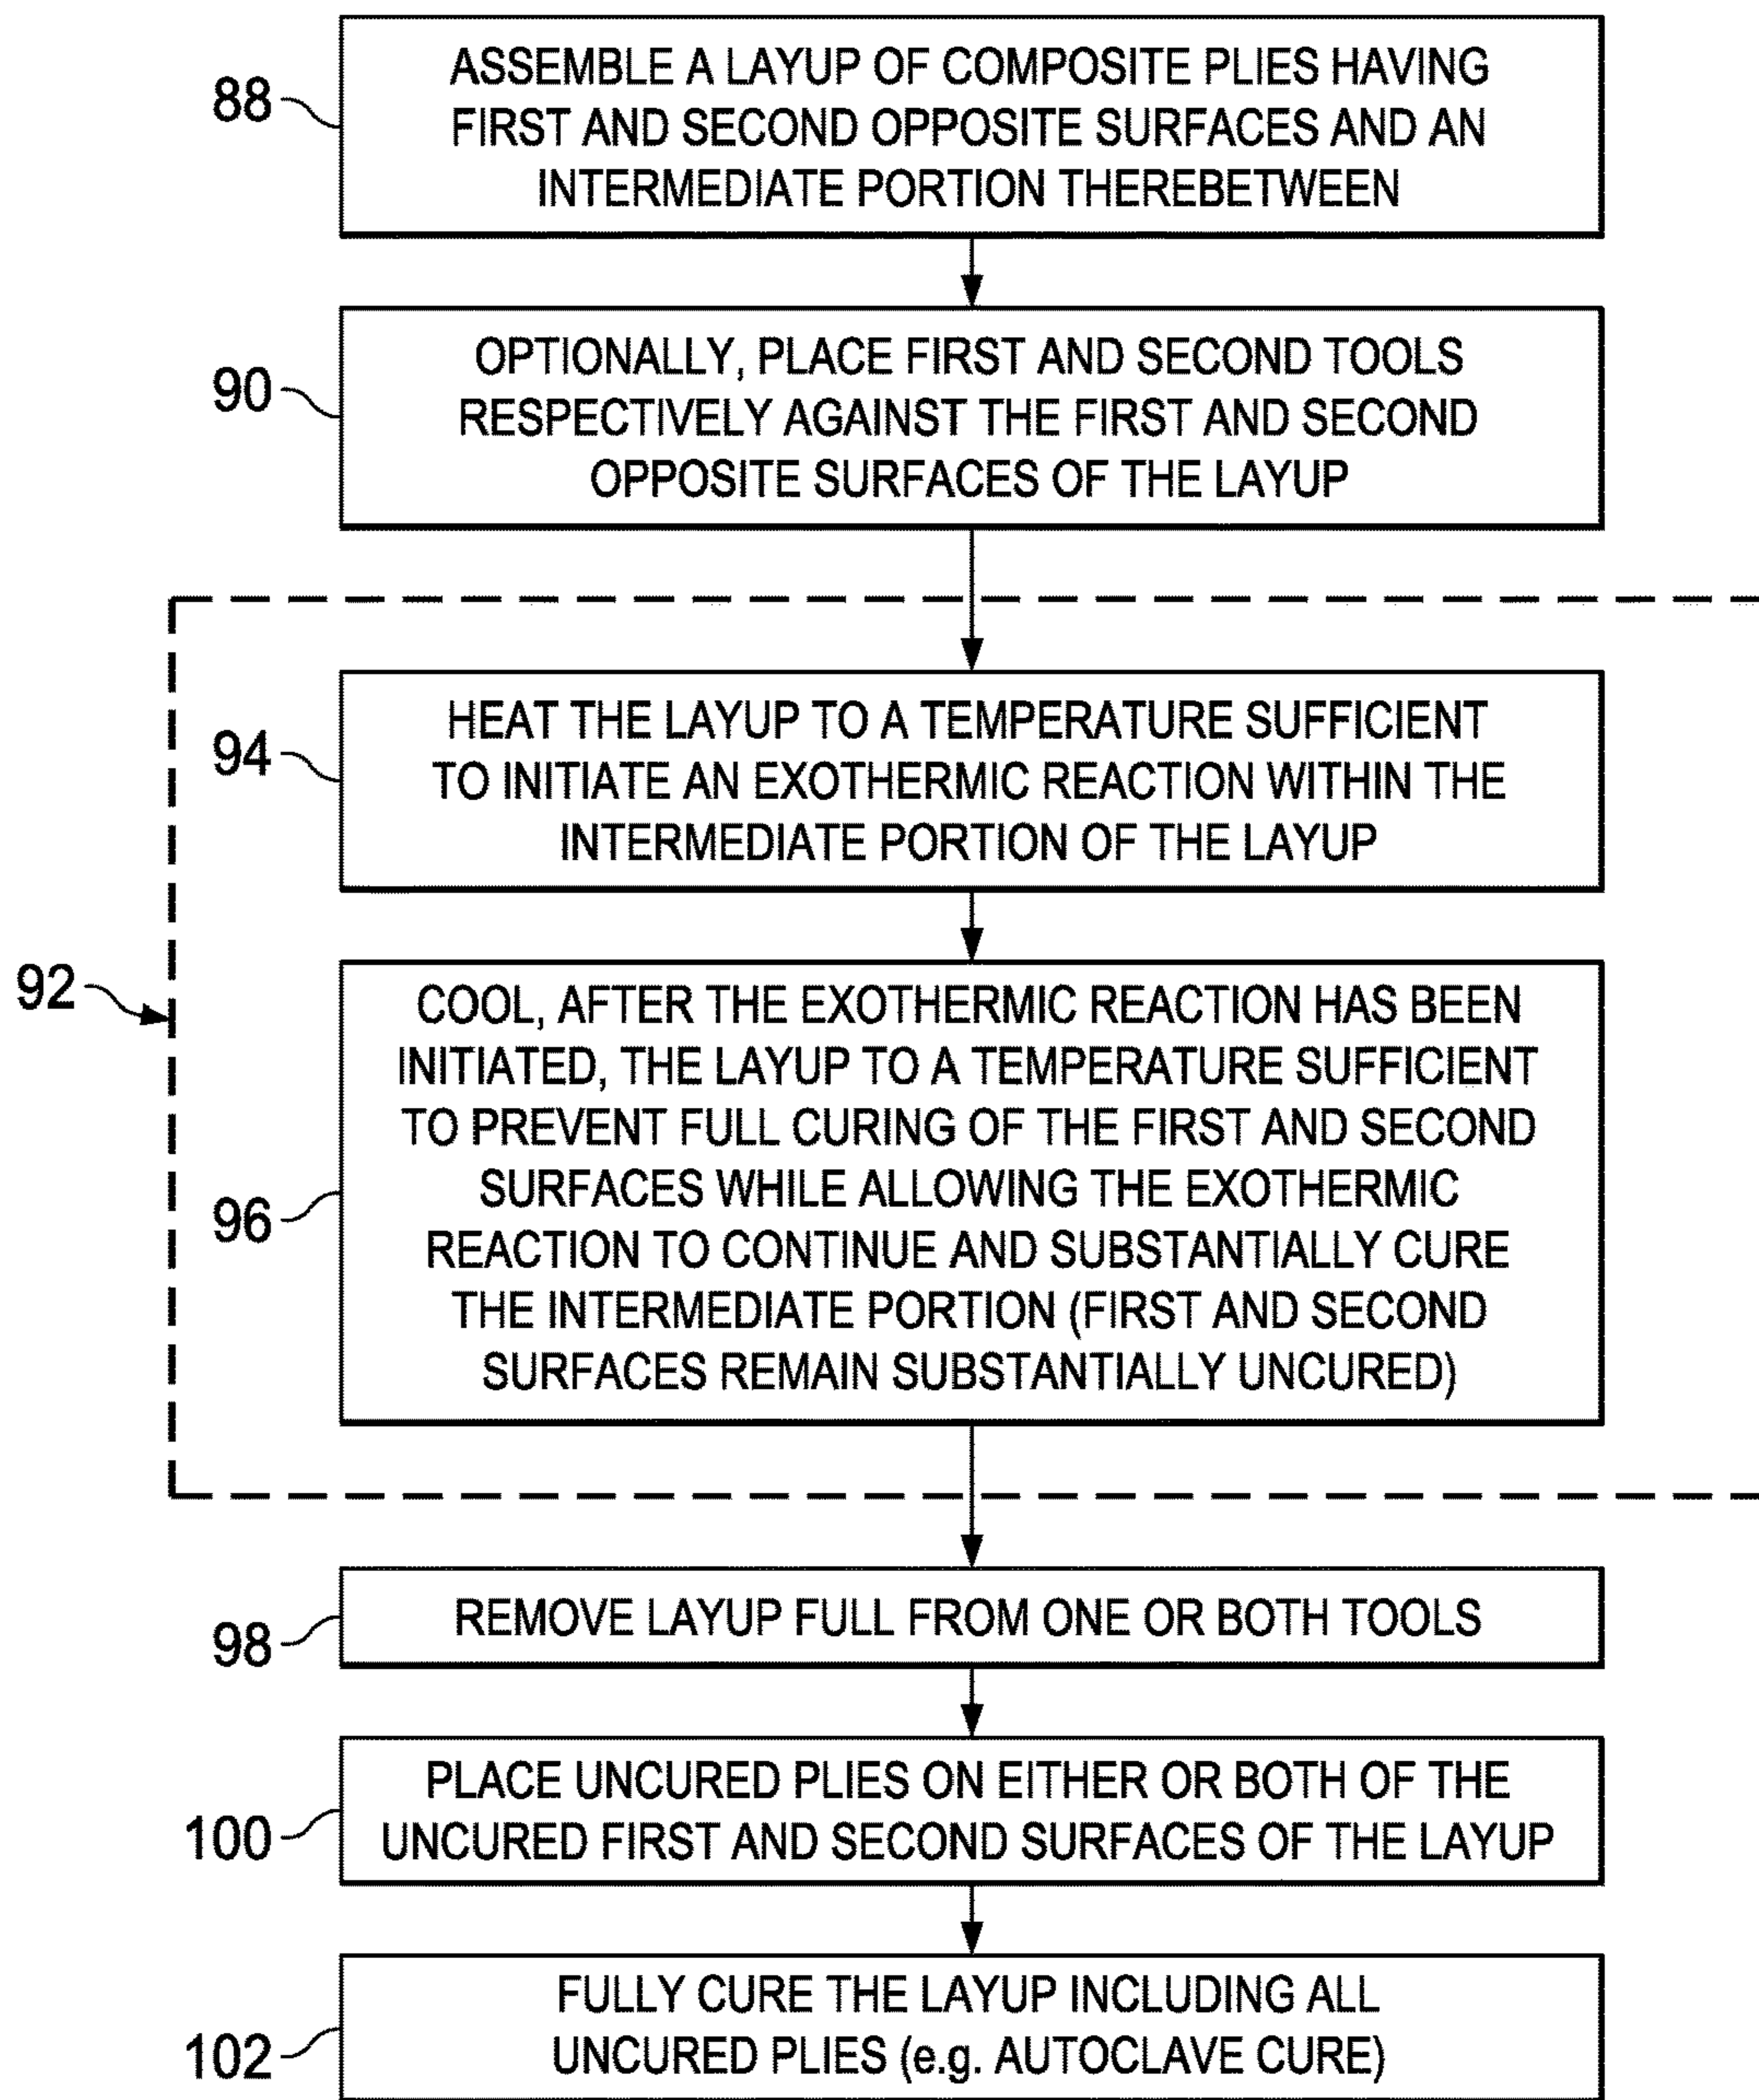 88
ASSEMBLE A LAYUP OF COMPOSITE PLIES HAVING
FIRST AND SECOND OPPOSITE SURFACES AND AN
INTERMEDIATE PORTION THEREBETWEEN
90
OPTIONALLY, PLACE FIRST AND SECOND TOOLS
RESPECTIVELY AGAINST THE FIRST AND SECOND
OPPOSITE SURFACES OF THE LAYUP
92
94
HEAT THE LAYUP TO A TEMPERATURE SUFFICIENT
TO INITIATE AN EXOTHERMIC REACTION WITHIN THE
INTERMEDIATE PORTION OF THE LAYUP
96
COOL, AFTER THE EXOTHERMIC REACTION HAS BEEN
INITIATED, THE LAYUP TO A TEMPERATURE SUFFICIENT
TO PREVENT FULL CURING OF THE FIRST AND SECOND
SURFACES WHILE ALLOWING THE EXOTHERMIC
REACTION TO CONTINUE AND SUBSTANTIALLY CURE
THE INTERMEDIATE PORTION (FIRST AND SECOND
SURFACES REMAIN SUBSTANTIALLY UNCURED)
98
REMOVE LAYUP FULL FROM ONE OR BOTH TOOLS
100
PLACE UNCURED PLIES ON EITHER OR BOTH OF THE
UNCURED FIRST AND SECOND SURFACES OF THE LAYUP
102
FULLY CURE THE LAYUP INCLUDING ALL
UNCURED PLIES (e.g. AUTOCLAVE CURE)